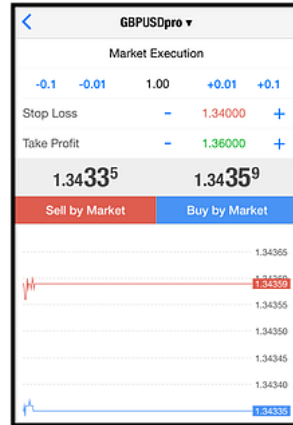 GBPUSDpro ▾
Market Execution
-0.1 -0.01 1.00 +0.01 +0.1
Stop Loss - 1.34000 +
Take Profit - 1.36000 +
1.34335 1.34359
Sell by Market Buy by Market
1.34365
1.34359
1.34355
1.34350
1.34345
1.34340
1.34335